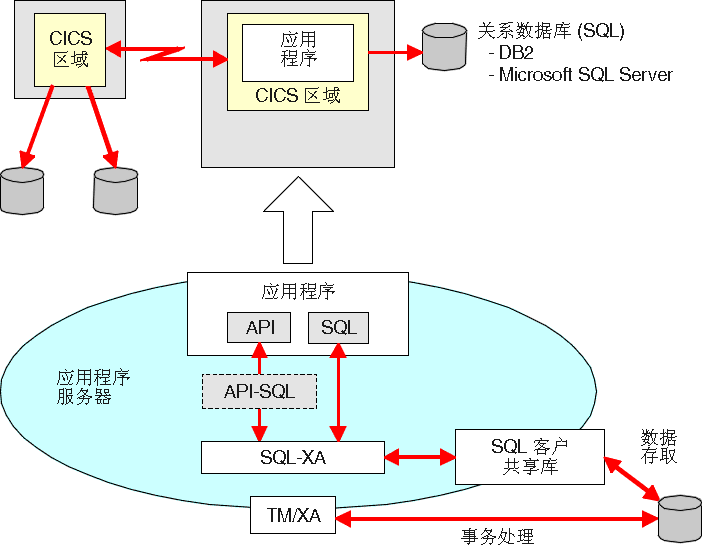 CICS
区域
应用
程序
CICS 区域
关系数据库 (SQL)
- DB2
- Microsoft SQL Server
应用程序
API
SQL
应用程序
服务器
API-SQL
SQL-XA
SQL 客户
共享库
数据
存取
TM/XA
事务处理